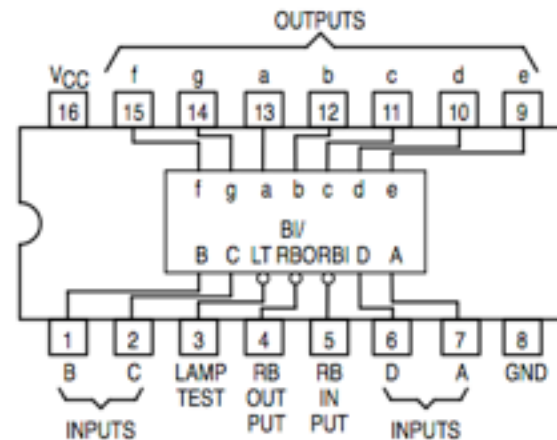 OUTPUTS
VCC f g a b c d e
16 15 14 13 12 11 10 9
f g a b c d e
BI/
B C LT RBO RBI D A
1 2 3 4 5 6 7 8
B C LAMP RB RB D A GND
TEST OUT IN
PUT PUT
INPUTS INPUTS